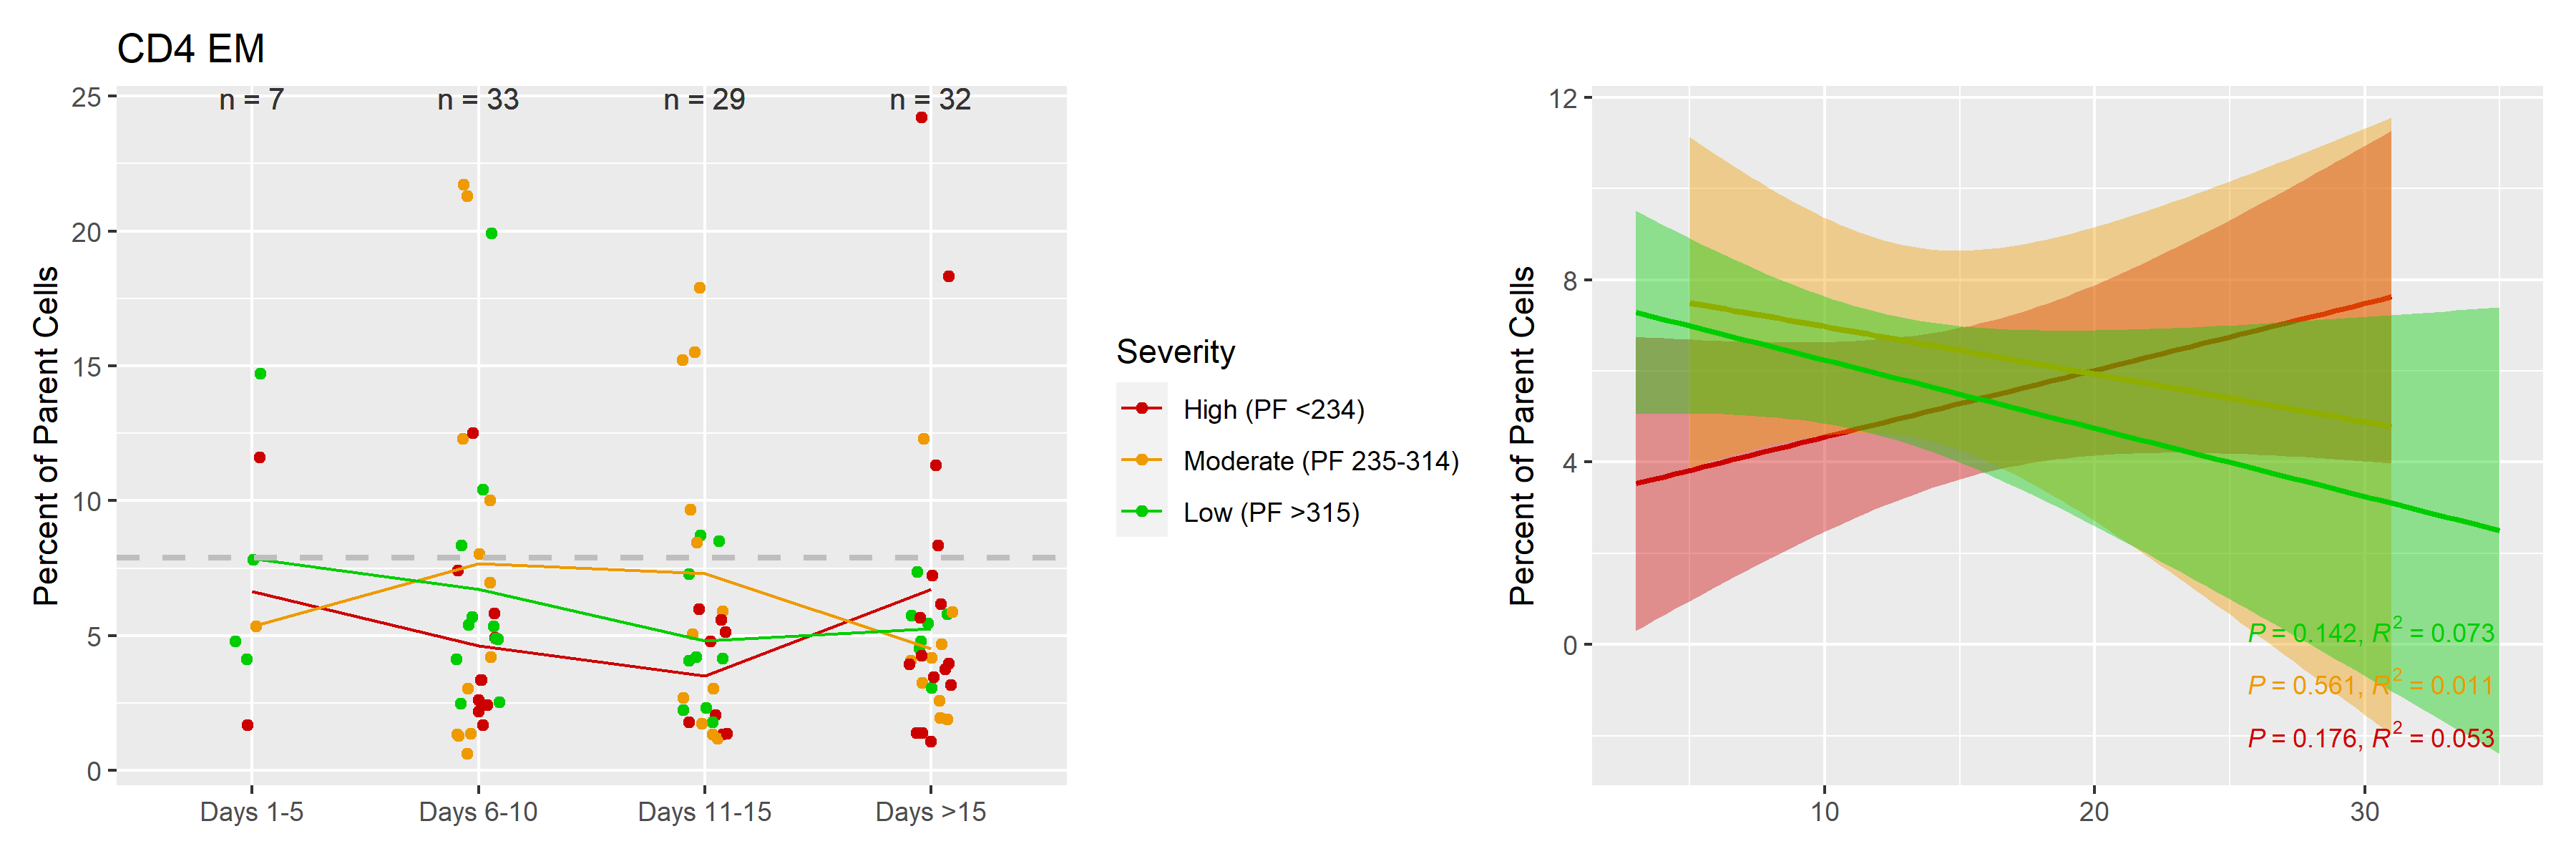 CD4 EM
Percent of Parent Cells
25
20
15
10
5
0
n = 7
n = 33
n = 29
n = 32
Days 1-5
Days 6-10
Days 11-15
Days >15
Severity
High (PF <234)
Moderate (PF 235-314)
Low (PF >315)
Percent of Parent Cells
12
8
4
0
P = 0.142, R² = 0.073
P = 0.561, R² = 0.011
P = 0.176, R² = 0.053
10
20
30